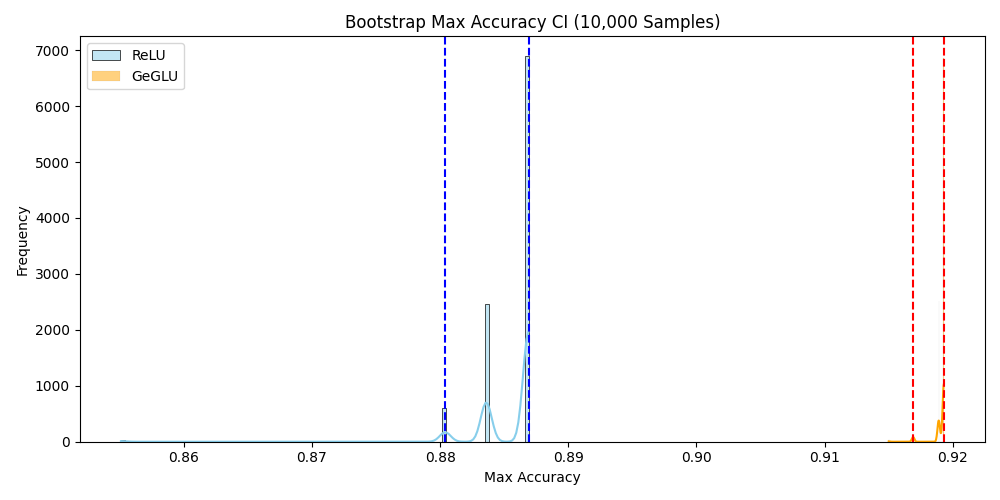 Bootstrap Max Accuracy CI (10,000 Samples)
ReLU
GeGLU
Frequency
7000
6000
5000
4000
3000
2000
1000
0
0.86 0.87 0.88 0.89 0.90 0.91 0.92
Max Accuracy